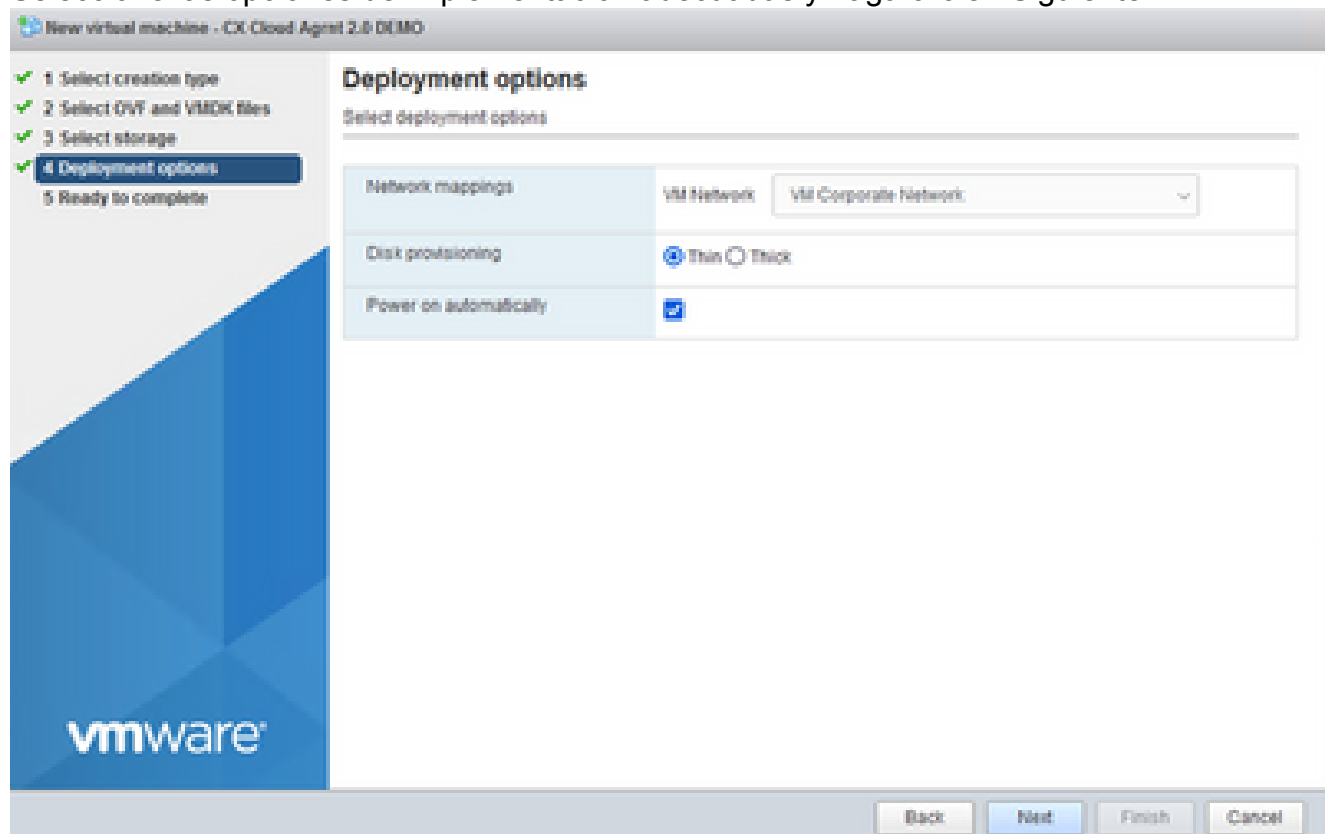 New virtual machine - CX Cloud Agent 2.0 DEMO
1 Select creation type
2 Select OVF and VMDK files
3 Select storage
4 Deployment options
5 Ready to complete
Deployment options
Select deployment options
Network mappings VM Network VM Corporate Network
Disk provisioning Thin Thick
Power on automatically
vmware
Back Next Finish Cancel